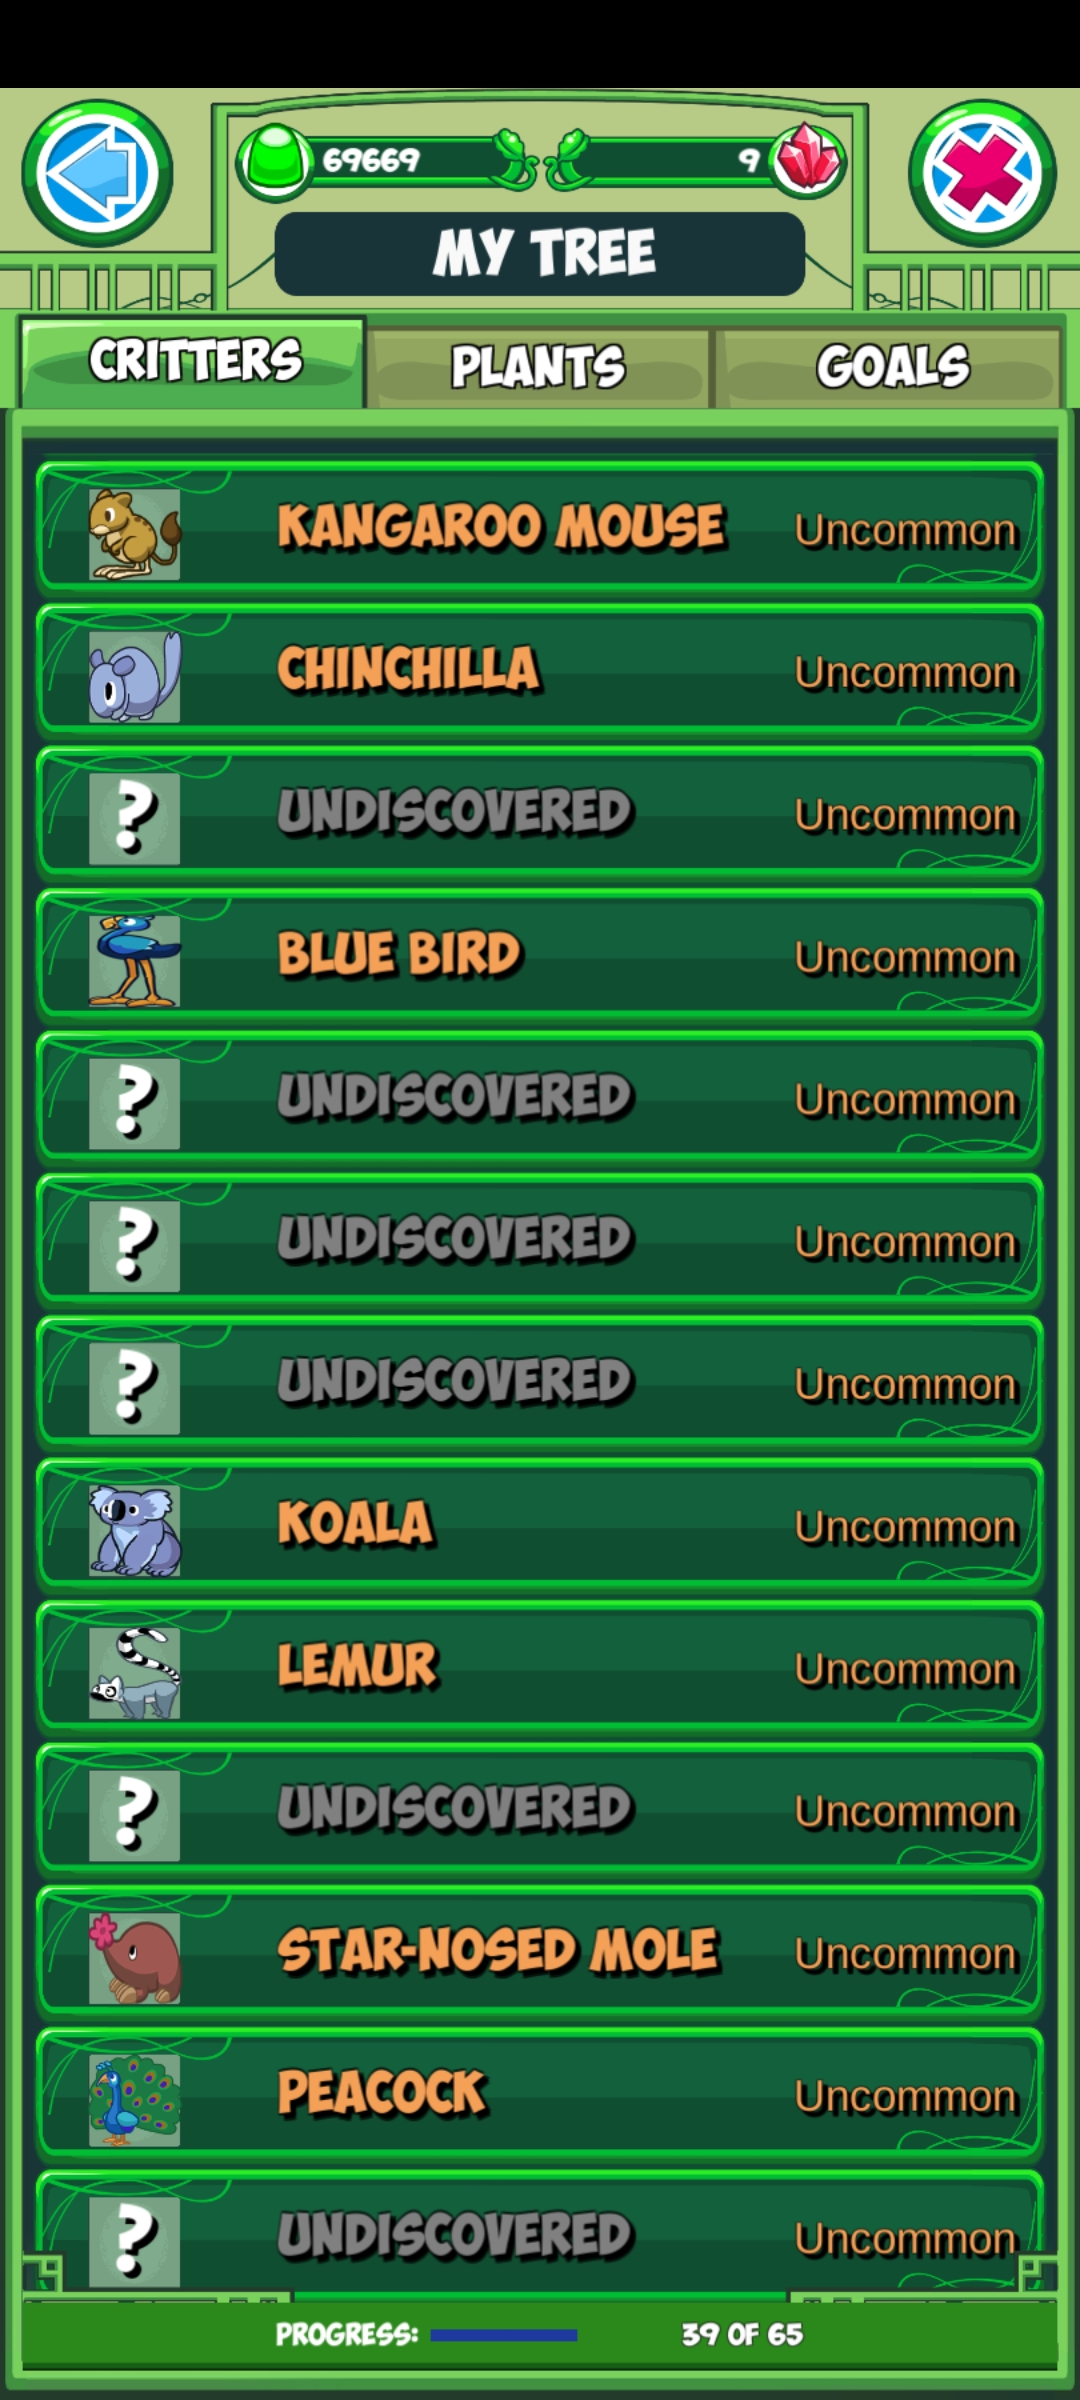 69669
9
MY TREE
CRITTERS
PLANTS
GOALS
KANGAROO MOUSE Uncommon
CHINCHILLA Uncommon
? UNDISCOVERED Uncommon
BLUE BIRD Uncommon
? UNDISCOVERED Uncommon
? UNDISCOVERED Uncommon
? UNDISCOVERED Uncommon
KOALA Uncommon
LEMUR Uncommon
? UNDISCOVERED Uncommon
STAR-NOSED MOLE Uncommon
PEACOCK Uncommon
? UNDISCOVERED Uncommon
PROGRESS: 39 OF 65